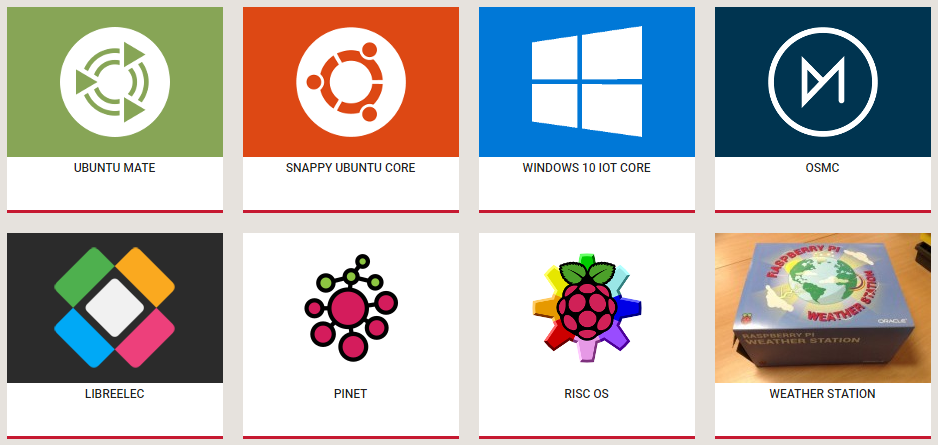 UBUNTU MATE
SNAPPY UBUNTU CORE
WINDOWS 10 IOT CORE
OSMC
RASPBERRY PI
WEATHER STATION
ORACLE
RASPBERRY PI
WEATHER STATION
LIBREELEC
PINET
RISC OS
WEATHER STATION